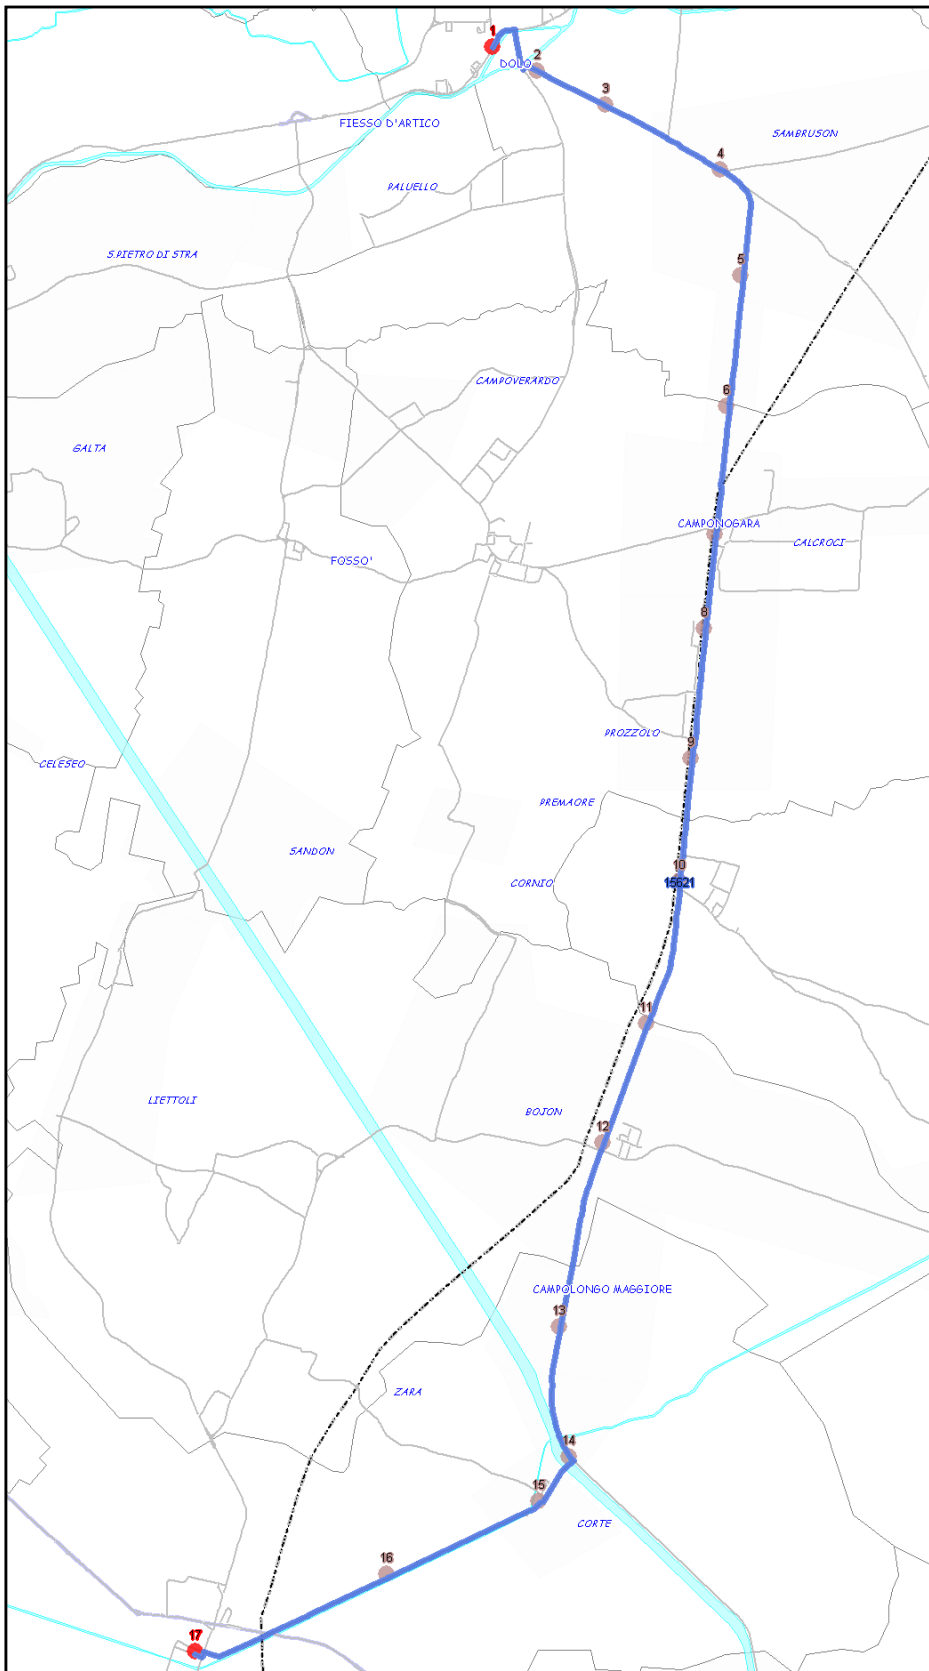 1
DOLO
2
3
FIESSO D'ARTICO
SAMBRUSON
4
PALUELLO
S.PIETRO DI STRA
5
CAMPOVERARDO
6
GALTA
CAMPONOGARA
CALCROCI
FOSSO'
8
PROZZOLO
9
CELESEO
PREMAORE
SANDON
10
CORNIO
15621
11
LIETTOLI
BOJON
12
CAMPOLONGO MAGGIORE
13
ZARA
14
15
CORTE
16
17